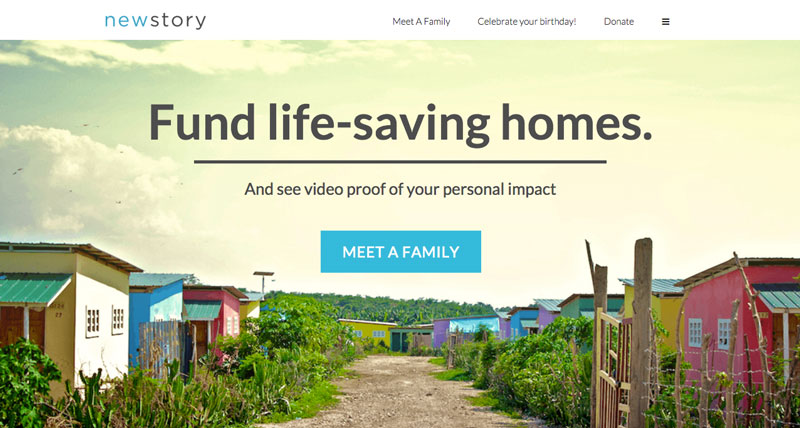 newstory
Meet A Family
Celebrate your birthday!
Donate
Fund life-saving homes.
And see video proof of your personal impact
MEET A FAMILY